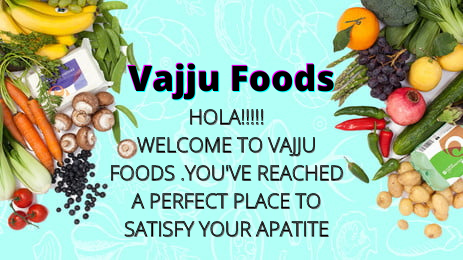 Vajju Foods
HOLA!!!!!
WELCOME TO VAJJU
FOODS .YOU'VE REACHED
A PERFECT PLACE TO
SATISFY YOUR APATITE